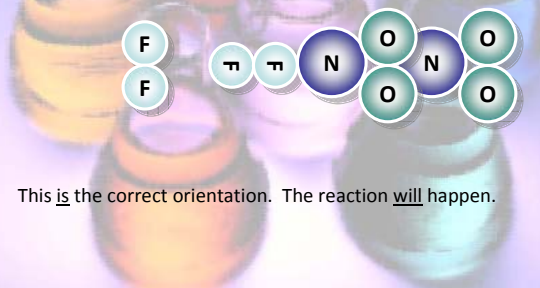 F F F N O N O
F O O
This is the correct orientation. The reaction will happen.